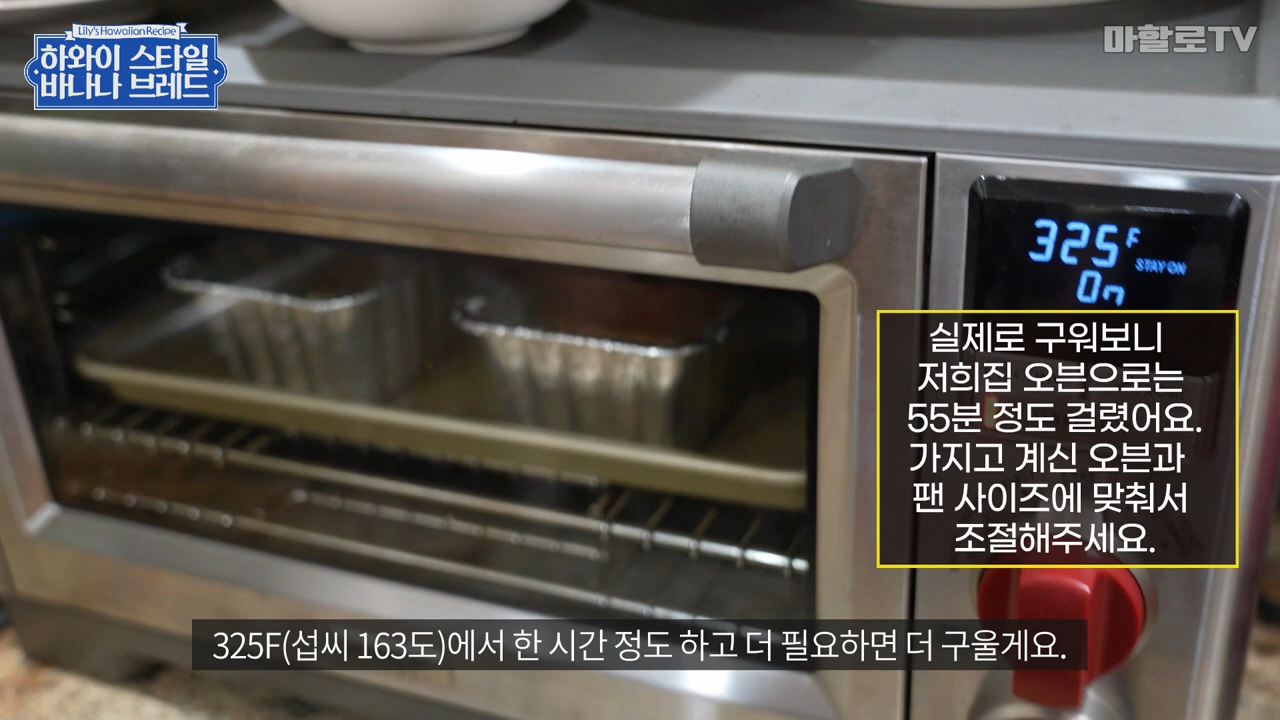 Lily's Hawaiian Recipe
하와이 스타일
바나나 브레드
마할로TV
325F
STAY ON
On
실제로 구워보니
저희집 오븐으로는
55분 정도 걸렸어요.
가지고 계신 오븐과
팬 사이즈에 맞춰서
조절해주세요.
325F(섭씨 163도)에서 한 시간 정도 하고 더 필요하면 더 구울게요.